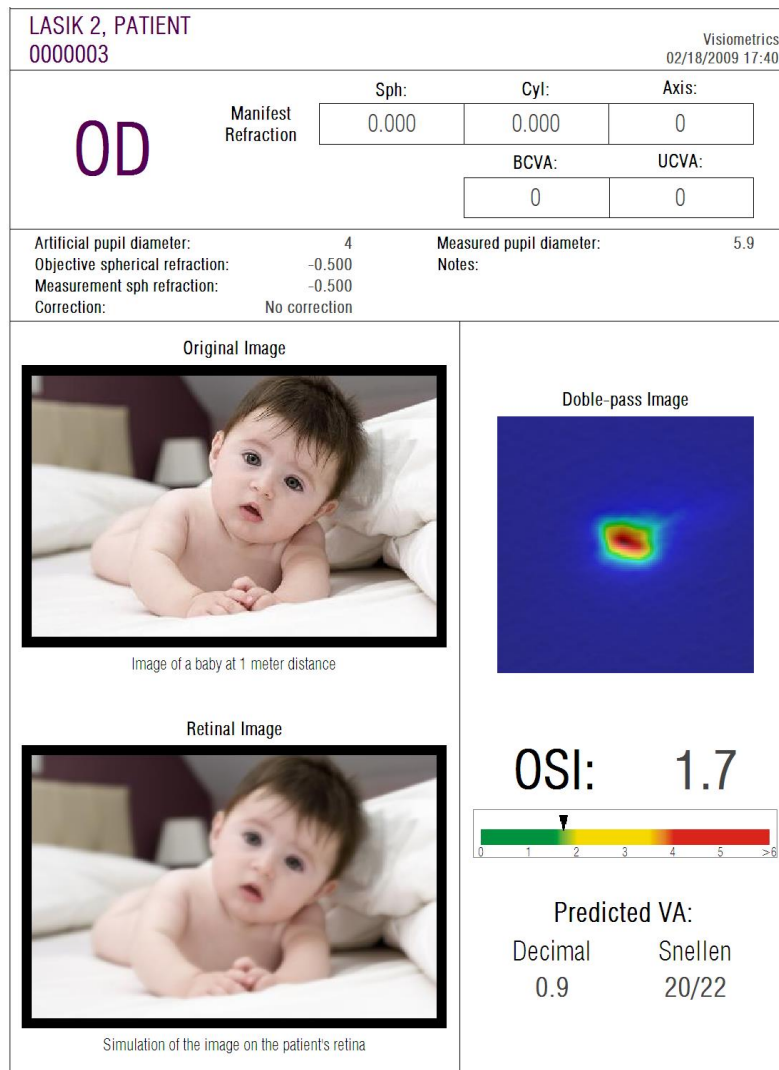 LASIK 2, PATIENT
0000003
Visiometrics
02/18/2009 17:40
OD
Manifest
Refraction
Sph: Cyl: Axis:
0.000 0.000 0
BCVA: UCVA:
0 0
Artificial pupil diameter: 4
Objective spherical refraction: -0.500
Measurement sph refraction: -0.500
Correction: No correction
Measured pupil diameter: 5.9
Notes:
Original Image
Image of a baby at 1 meter distance
Retinal Image
Simulation of the image on the patient's retina
Doble-pass Image
OSI: 1.7
0 1 2 3 4 5 >6
Predicted VA:
Decimal Snellen
0.9 20/22